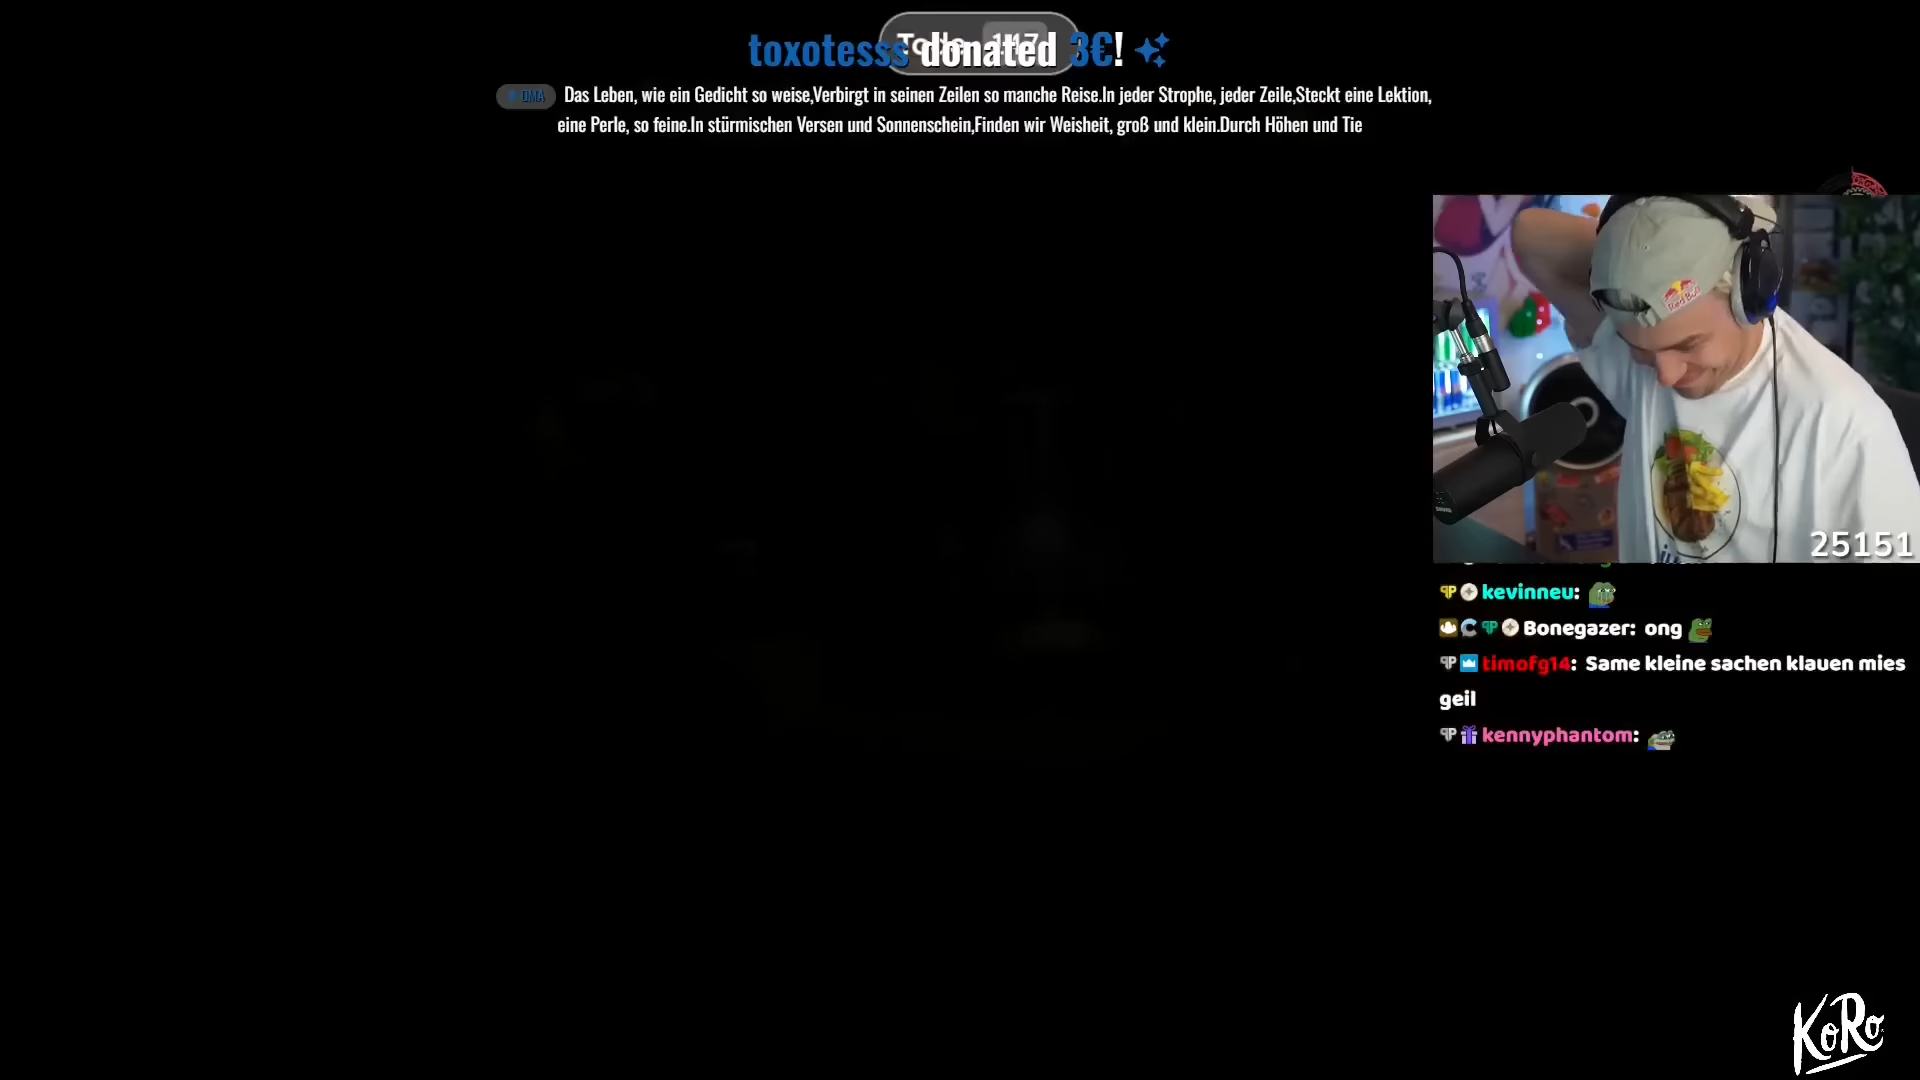 toxotesss donated 3€!
Das Leben, wie ein Gedicht so weise,Verbirgt in seinen Zeilen so manche Reise.In jeder Strophe, jeder Zeile,Steckt eine Lektion,
eine Perle, so feine.In stürmischen Versen und Sonnenschein,Finden wir Weisheit, groß und klein.Durch Höhen und Tie
Red Bull
25151
kevinneu:
Bonegazer: ong
timofg14: Same kleine sachen klauen mies
geil
kennyphantom:
KoRo